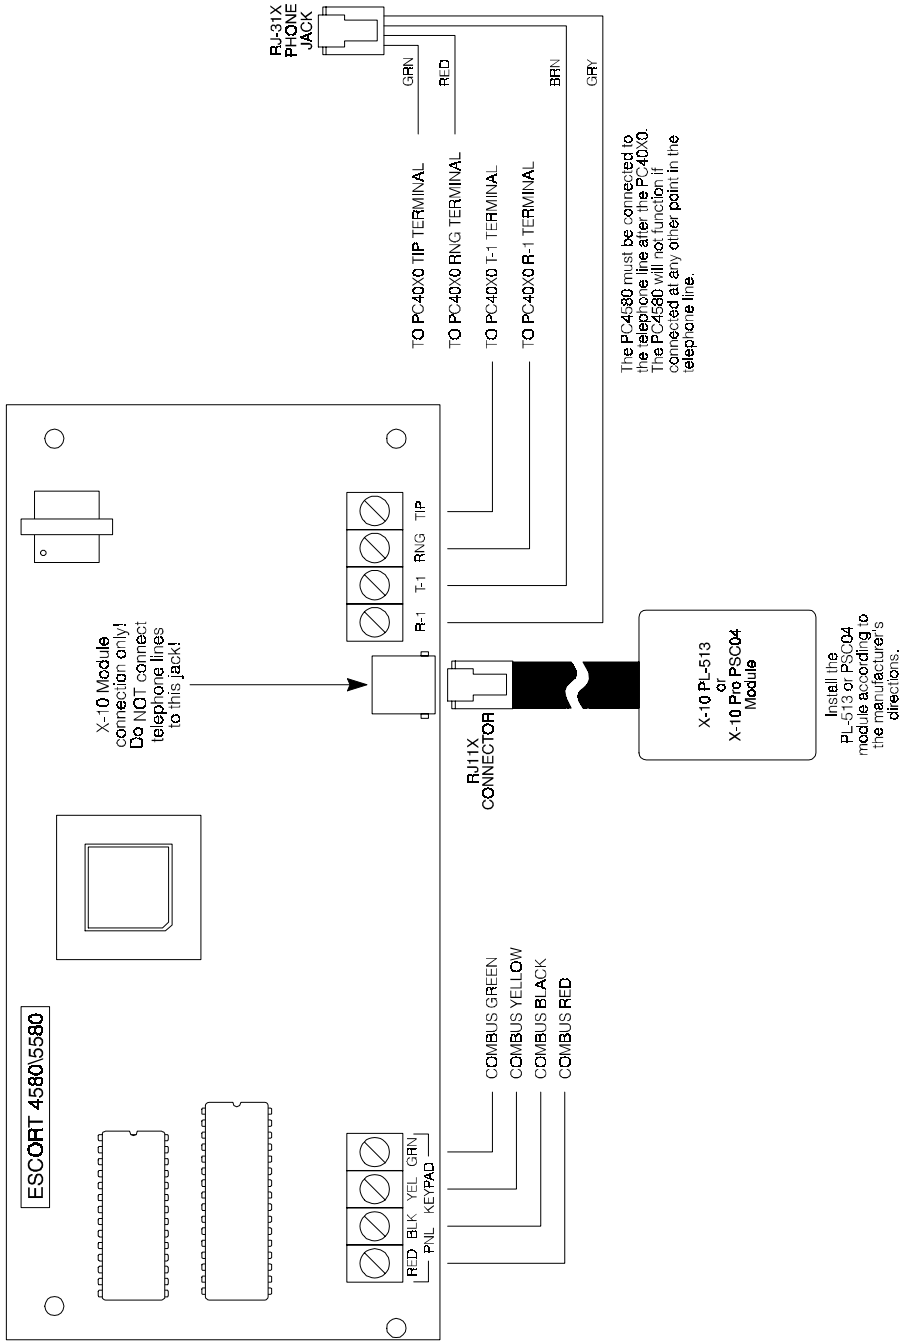 ESCORT 4580\5580
X-10 Module
connection only!
Do NOT connect
telephone lines
to this jack!
RED BLK YEL GRN
PNL KEYPAD
R-1 T-1 RNG TIP
COMBUS GREEN
COMBUS YELLOW
COMBUS BLACK
COMBUS RED
RJ11X
CONNECTOR
X-10 PL-513
or
X-10 Pro PSC04
Module
Install the
PL-513 or PSC04
module according to
the manufacturer's
directions.
TO PC40X0 TIP TERMINAL
TO PC40X0 RNG TERMINAL
TO PC40X0 T-1 TERMINAL
TO PC40X0 R-1 TERMINAL
RJ-31X
PHONE
JACK
GRN
RED
BRN
GRY
The PC4580 must be connected to
the telephone line after the PC40X0.
The PC4580 will not function if
connected at any other point in the
telephone line.